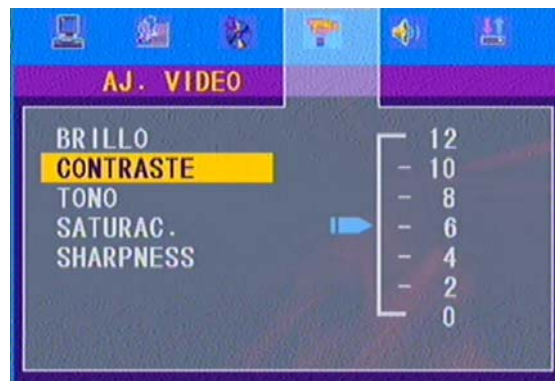 AJ. VIDEO
BRILLO
CONTRASTE
TONO
SATURAC.
SHARPNESS
12
10
8
6
4
2
0